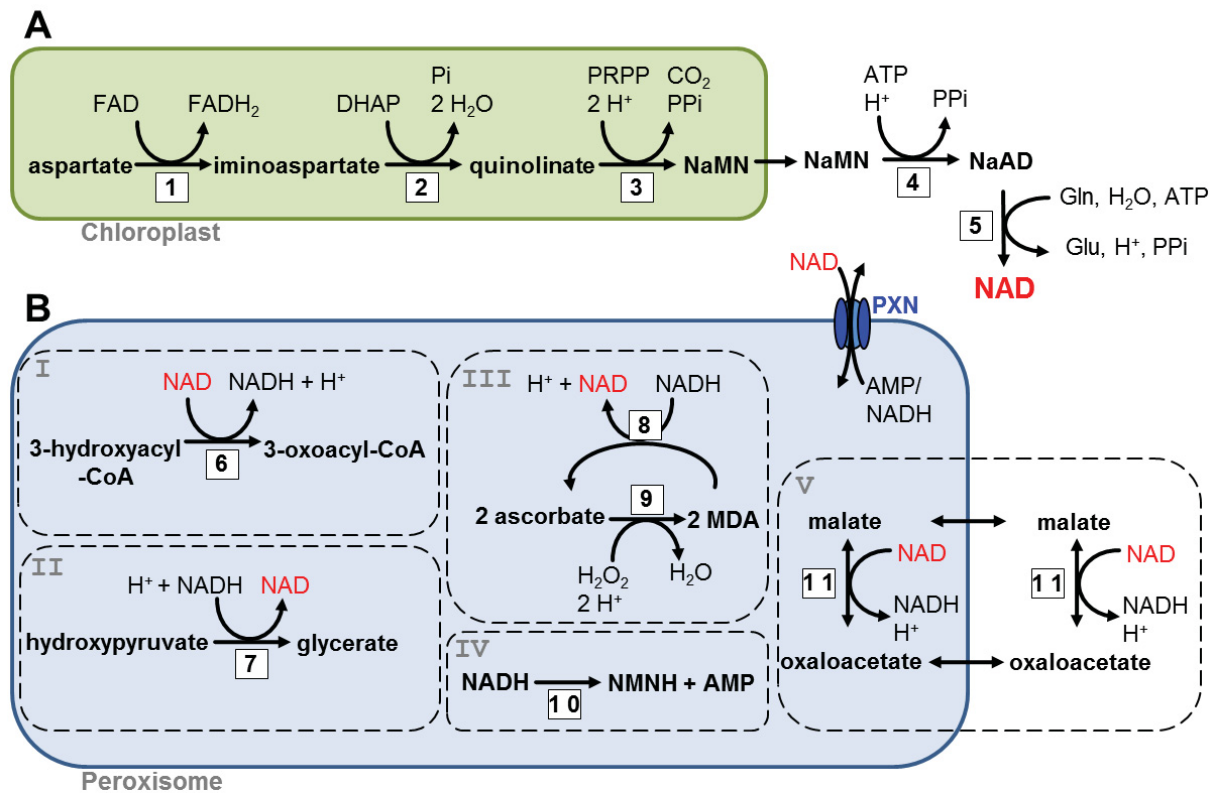 A
FAD FADH2
DHAP
Pi
2 H2O
PRPP
2 H+
CO2
PPi
ATP
H+
PPi
aspartate iminoaspartate quinolinate NaMN NaMN NaAD
1 2 3 4
Chloroplast
5
Gln, H2O, ATP
Glu, H+, PPi
NAD
B
NAD
PXN
AMP/
NADH
I
NAD NADH + H+
3-hydroxyacyl
-CoA
3-oxoacyl-CoA
6
II
H+ + NADH NAD
hydroxypyruvate glycerate
7
III
H+ + NAD NADH
8
9
2 ascorbate 2 MDA
H2O2
2 H+
H2O
IV
NADH NMNH + AMP
10
V
malate malate
NAD NAD
11 11
NADH
H+
NADH
H+
oxaloacetate oxaloacetate
Peroxisome